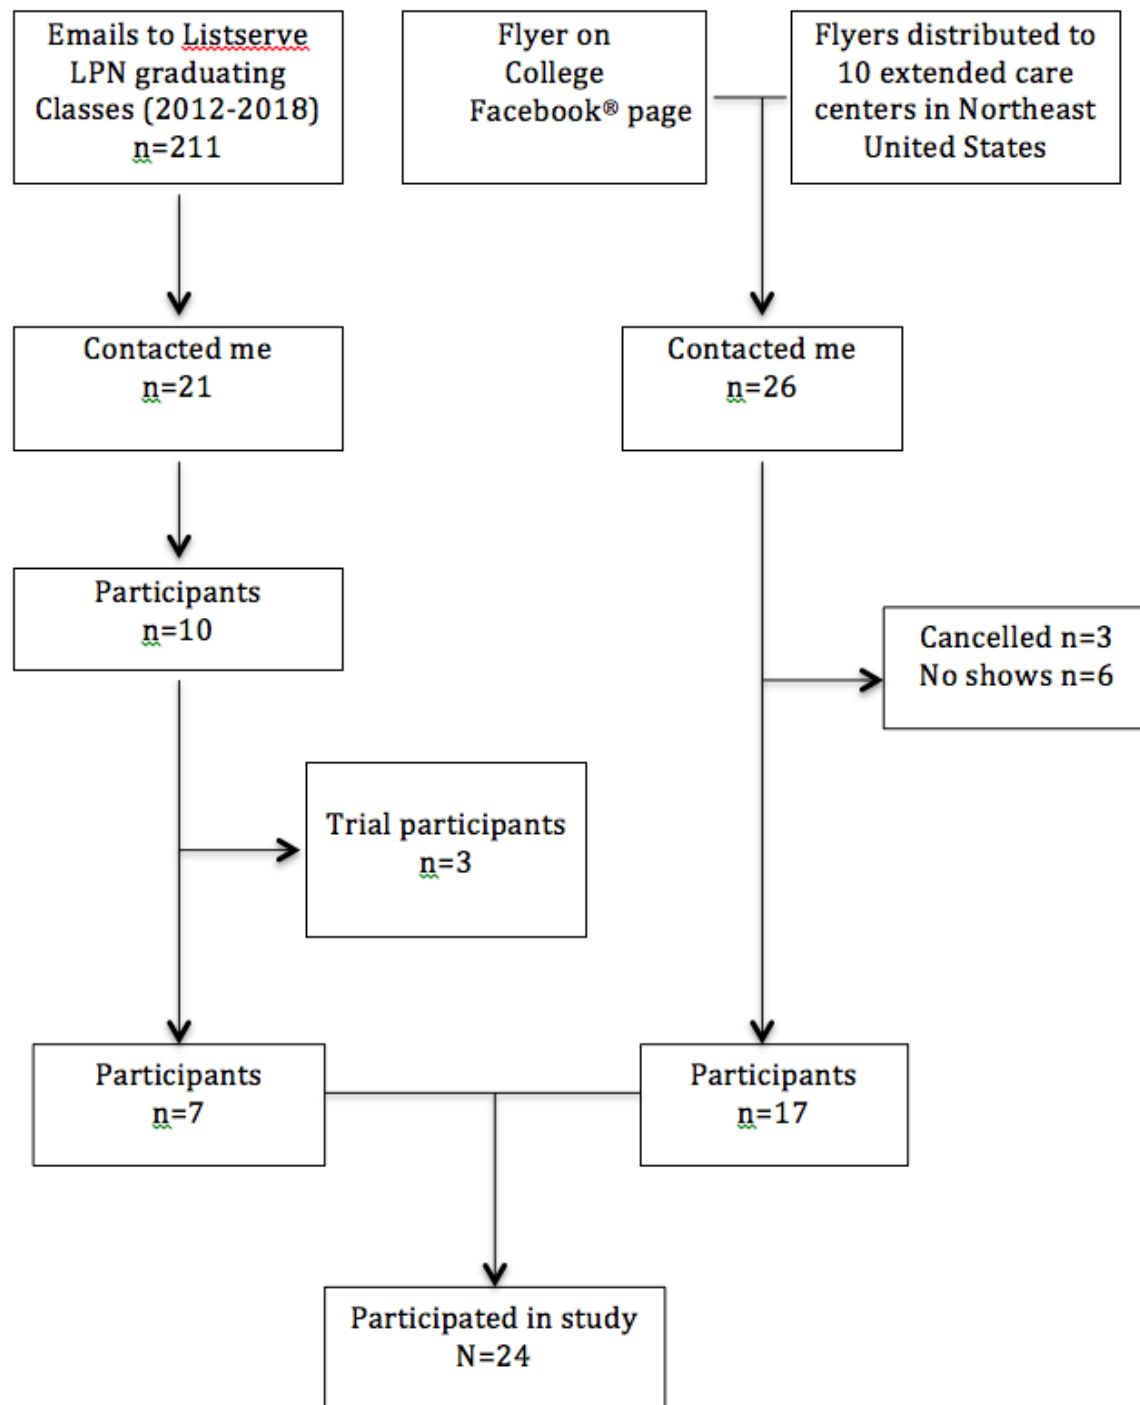 Emails to Listserve
LPN graduating
Classes (2012-2018)
n=211
Flyer on
College
Facebook® page
Flyers distributed to
10 extended care
centers in Northeast
United States
Contacted me
n=21
Contacted me
n=26
Participants
n=10
Cancelled n=3
No shows n=6
Trial participants
n=3
Participants
n=7
Participants
n=17
Participated in study
N=24